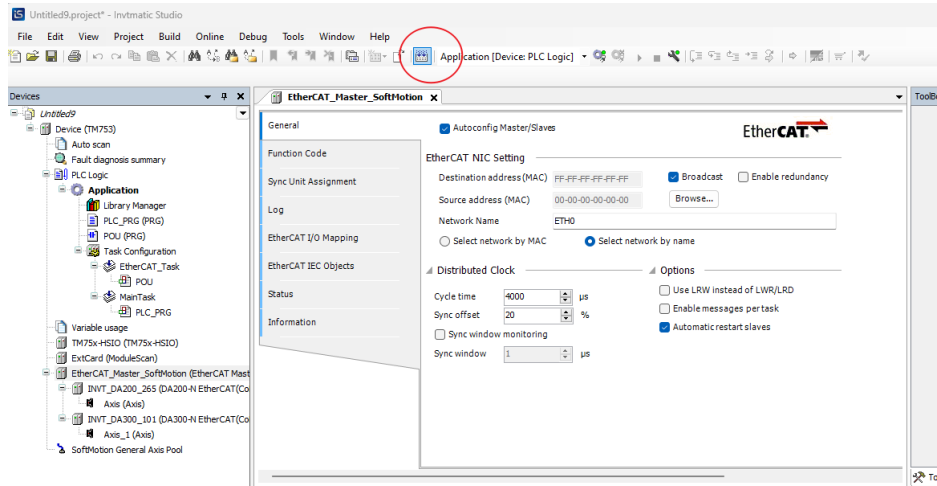 Untitled9.project* - Invtmatic Studio
File Edit View Project Build Online Debug Tools Window Help
Application [Device: PLC Logic]
Devices
Untitled9
Device (TM753)
Auto scan
Fault diagnosis summary
PLC Logic
Application
Library Manager
PLC_PRG (PRG)
POU (PRG)
Task Configuration
EtherCAT_Task
POU
MainTask
PLC_PRG
Variable usage
TM75x-HSIO (TM75x-HSIO)
ExtCard (ModuleScan)
EtherCAT_Master_SoftMotion (EtherCAT Mast
INVT_DA200_265 (DA200-N EtherCAT(Co
Axis (Axis)
INVT_DA300_101 (DA300-N EtherCAT(Co
Axis_1 (Axis)
SoftMotion General Axis Pool
EtherCAT_Master_SoftMotion
General
Function Code
Sync Unit Assignment
Log
EtherCAT I/O Mapping
EtherCAT IEC Objects
Status
Information
Autoconfig Master/Slaves
EtherCAT
EtherCAT NIC Setting
Destination address (MAC) FF-FF-FF-FF-FF-FF Broadcast Enable redundancy
Source address (MAC) 00-00-00-00-00-00 Browse...
Network Name ETH0
Select network by MAC Select network by name
Distributed Clock
Cycle time 4000 µs
Sync offset 20 %
Sync window monitoring
Sync window 1 µs
Options
Use LRW instead of LWR/LRD
Enable messages per task
Automatic restart slaves
ToolB
To